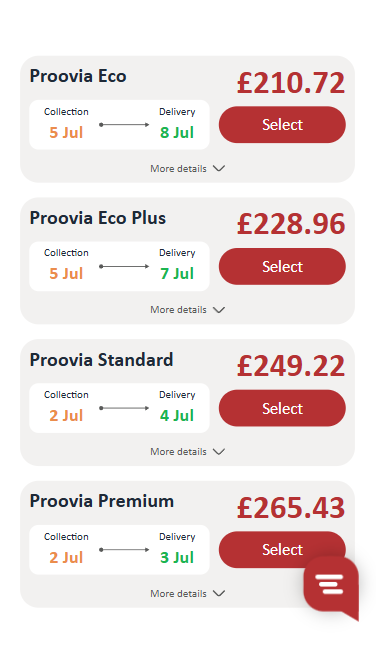 Proovia Eco
£210.72
Collection Delivery
5 Jul 8 Jul
Select
More details
Proovia Eco Plus
£228.96
Collection Delivery
5 Jul 7 Jul
Select
More details
Proovia Standard
£249.22
Collection Delivery
2 Jul 4 Jul
Select
More details
Proovia Premium
£265.43
Collection Delivery
2 Jul 3 Jul
Select
More details